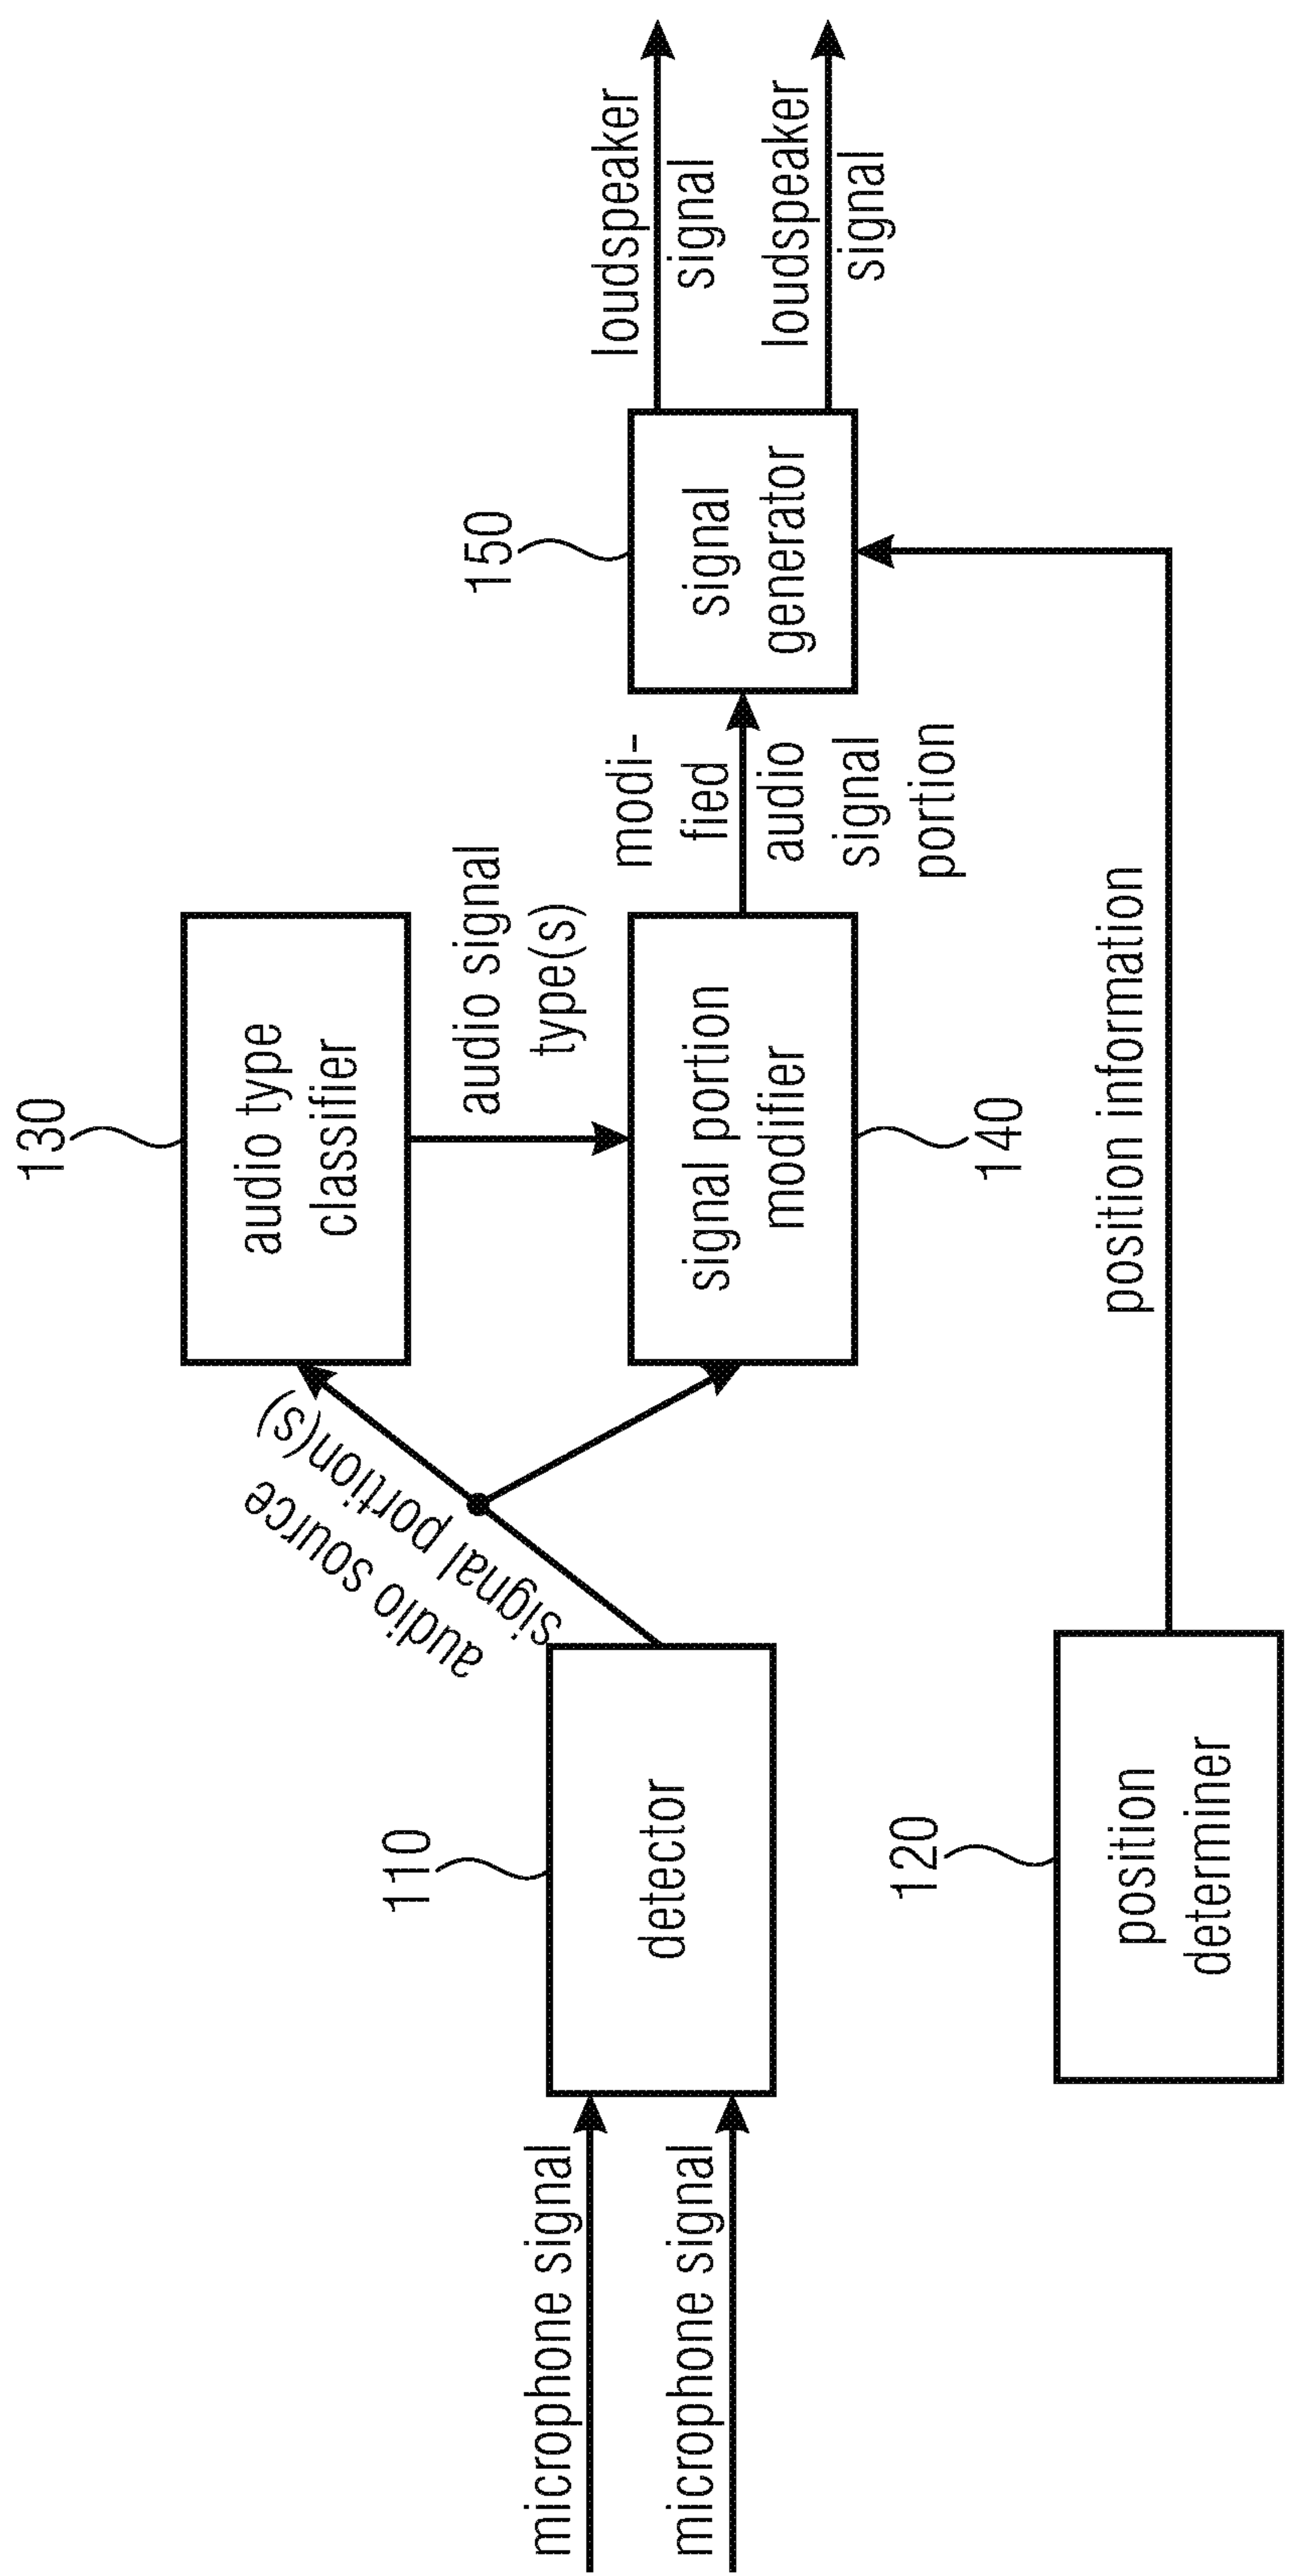 microphone signal
microphone signal
110
detector
120
position
determiner
audio source
signal portion(s)
130
audio type
classifier
audio signal
type(s)
signal portion
modifier
140
modi-
fied
audio
signal
portion
position information
150
signal
generator
loudspeaker
signal
loudspeaker
signal